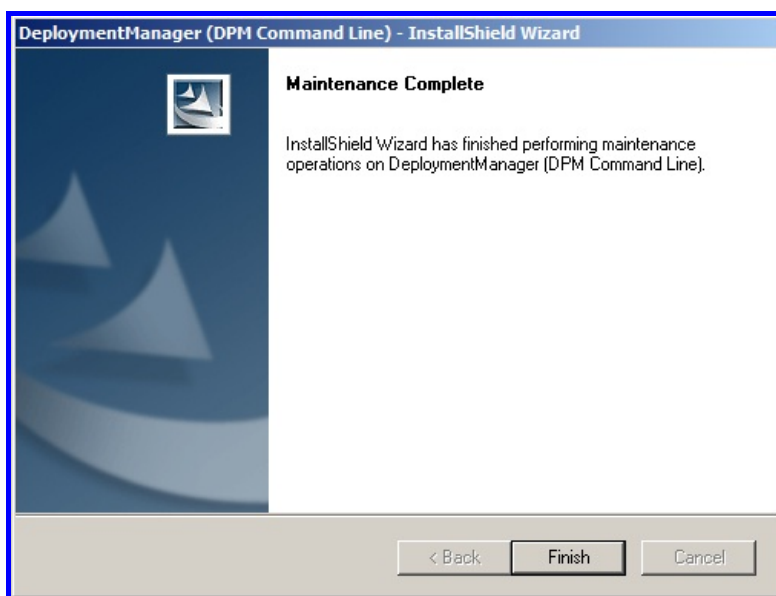 DeploymentManager (DPM Command Line) - InstallShield Wizard
Maintenance Complete
InstallShield Wizard has finished performing maintenance
operations on DeploymentManager (DPM Command Line).
< Back
Finish
Cancel